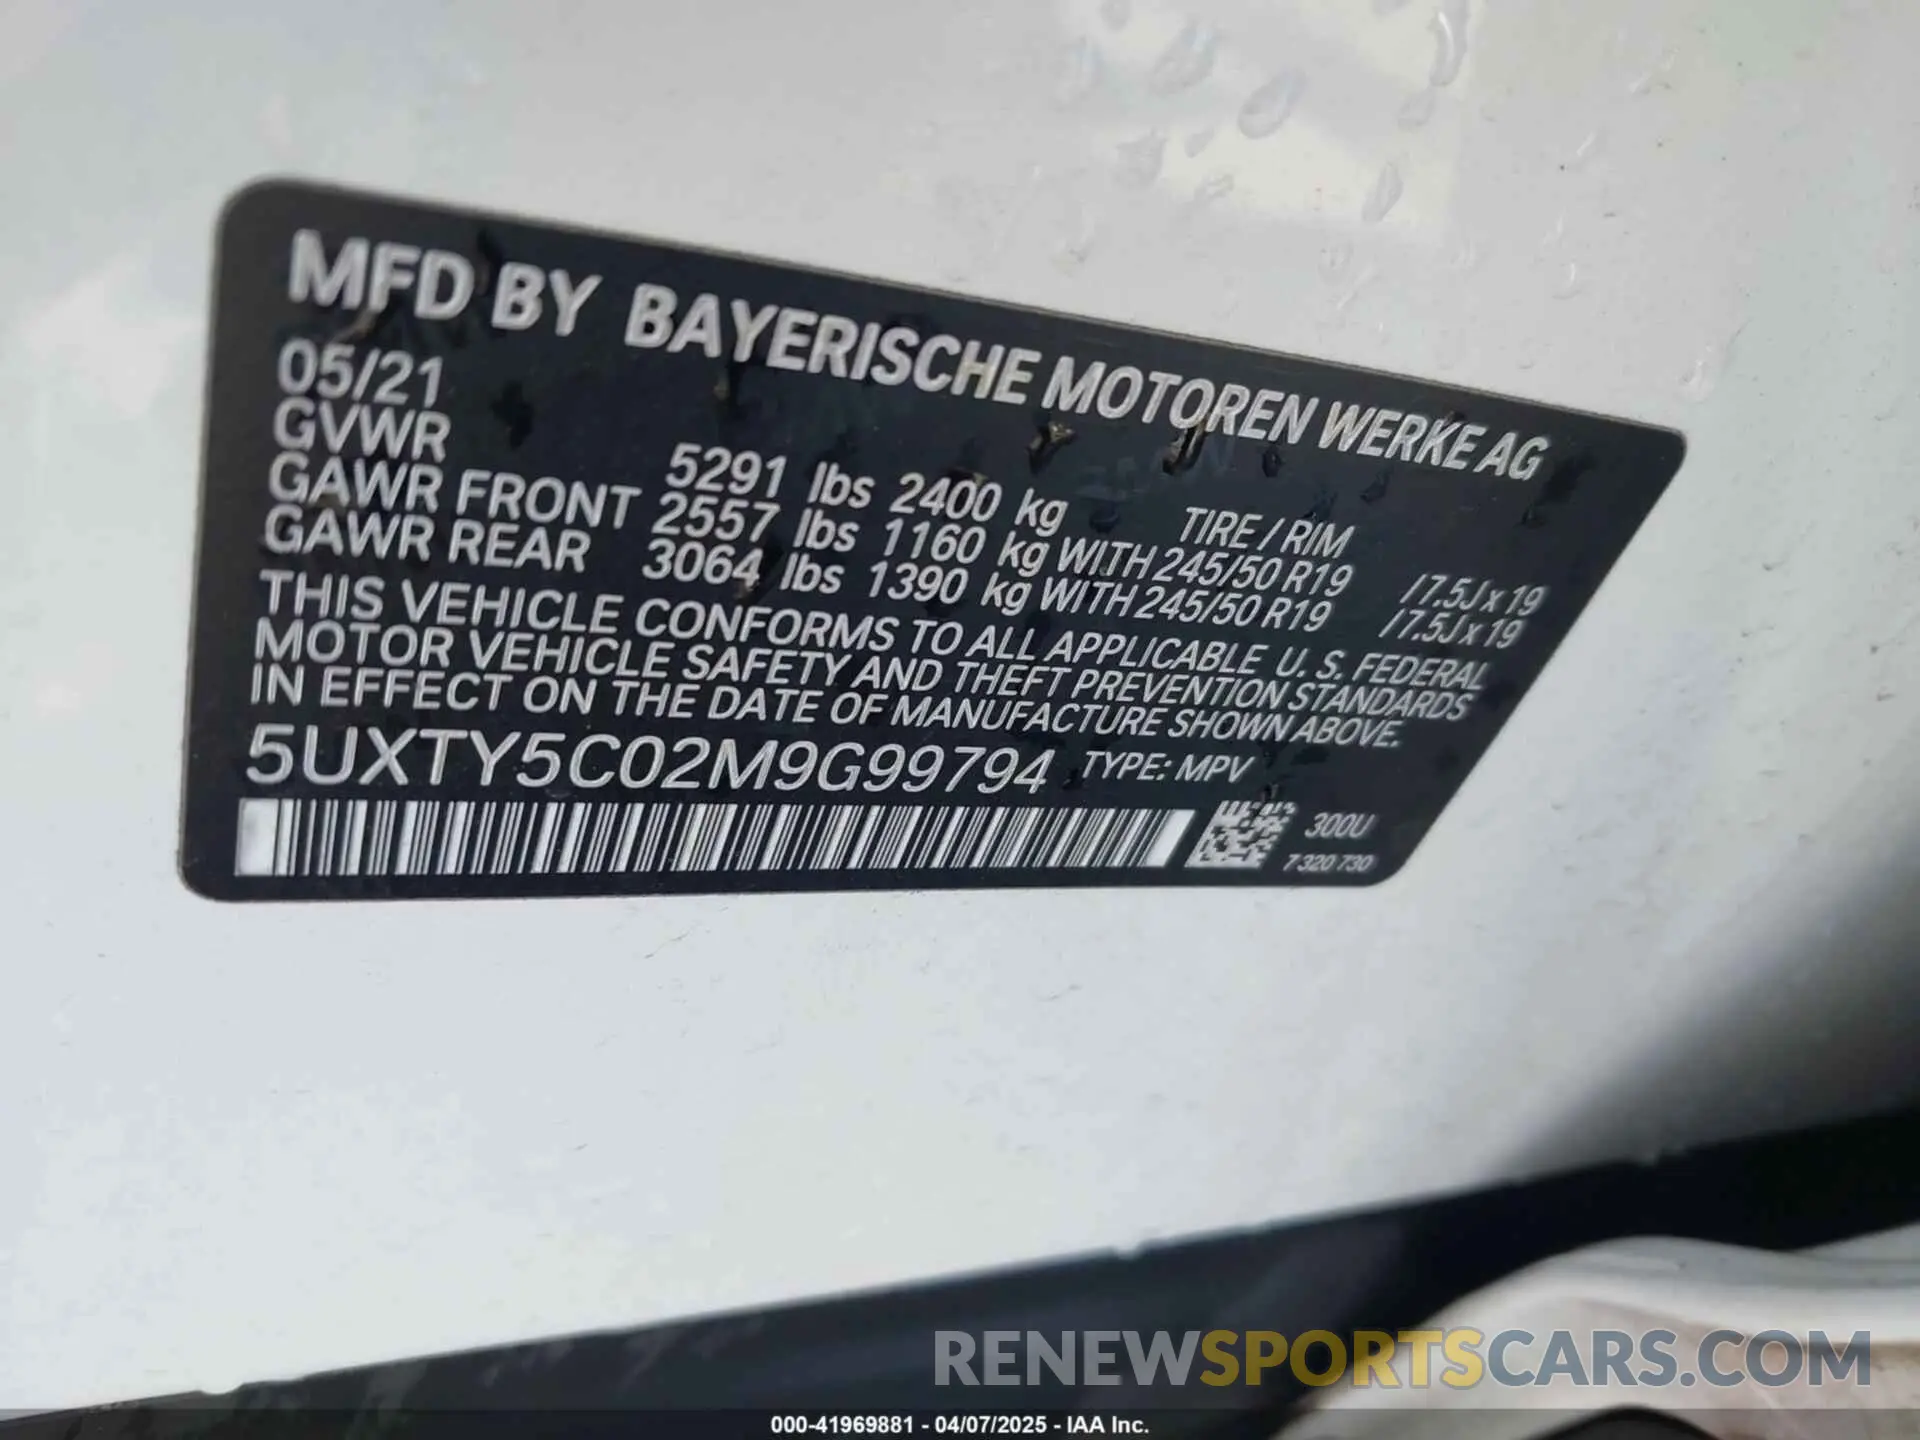 MFD BY BAYERISCHE MOTOREN WERKE AG
05/21
GVWR 5291 lbs 2400 kg TIRE / RIM
GAWR FRONT 2557 lbs 1160 kg WITH 245/50 R19 / 7.5J x 19
GAWR REAR 3064 lbs 1390 kg WITH 245/50 R19 / 7.5J x 19
THIS VEHICLE CONFORMS TO ALL APPLICABLE U. S. FEDERAL
MOTOR VEHICLE SAFETY AND THEFT PREVENTION STANDARDS
IN EFFECT ON THE DATE OF MANUFACTURE SHOWN ABOVE.
5UXTY5C02M9G99794 TYPE: MPV
300U
7 320 730
RENEWSPORTSCARS.COM
000-41969881 - 04/07/2025 - IAA Inc.